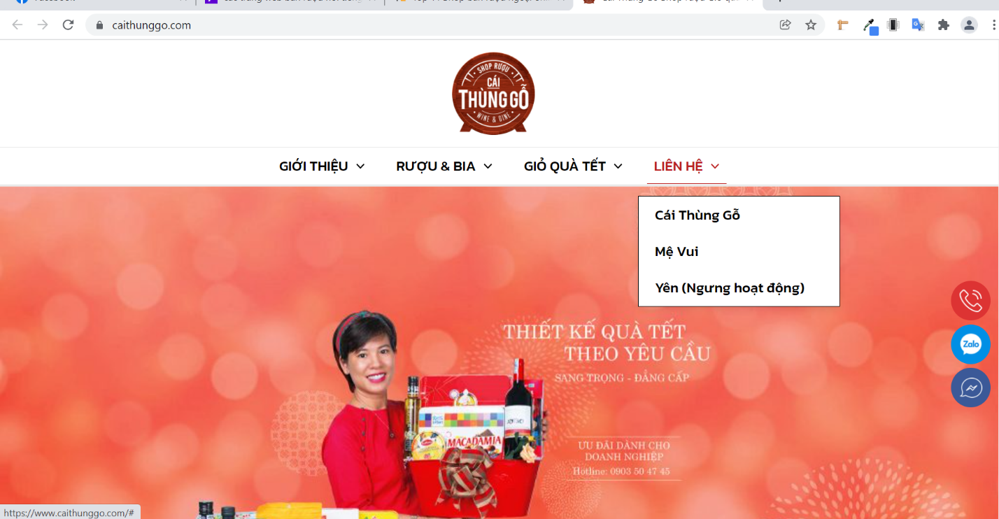 caithunggo.com
SHOP RƯỢU
CÁI
THÙNG GỖ
WINE & DINE
GIỚI THIỆU
RƯỢU & BIA
GIỎ QUÀ TẾT
LIÊN HỆ
Cái Thùng Gỗ
Mệ Vui
Yên (Ngưng hoạt động)
Zalo
THIẾT KẾ QUÀ TẾT
THEO YÊU CẦU
SANG TRỌNG - ĐẲNG CẤP
MACADAMIA
ƯU ĐÃI DÀNH CHO
DOANH NGHIỆP
Hotline: 0903 50 47 45
https://www.caithunggo.com/#